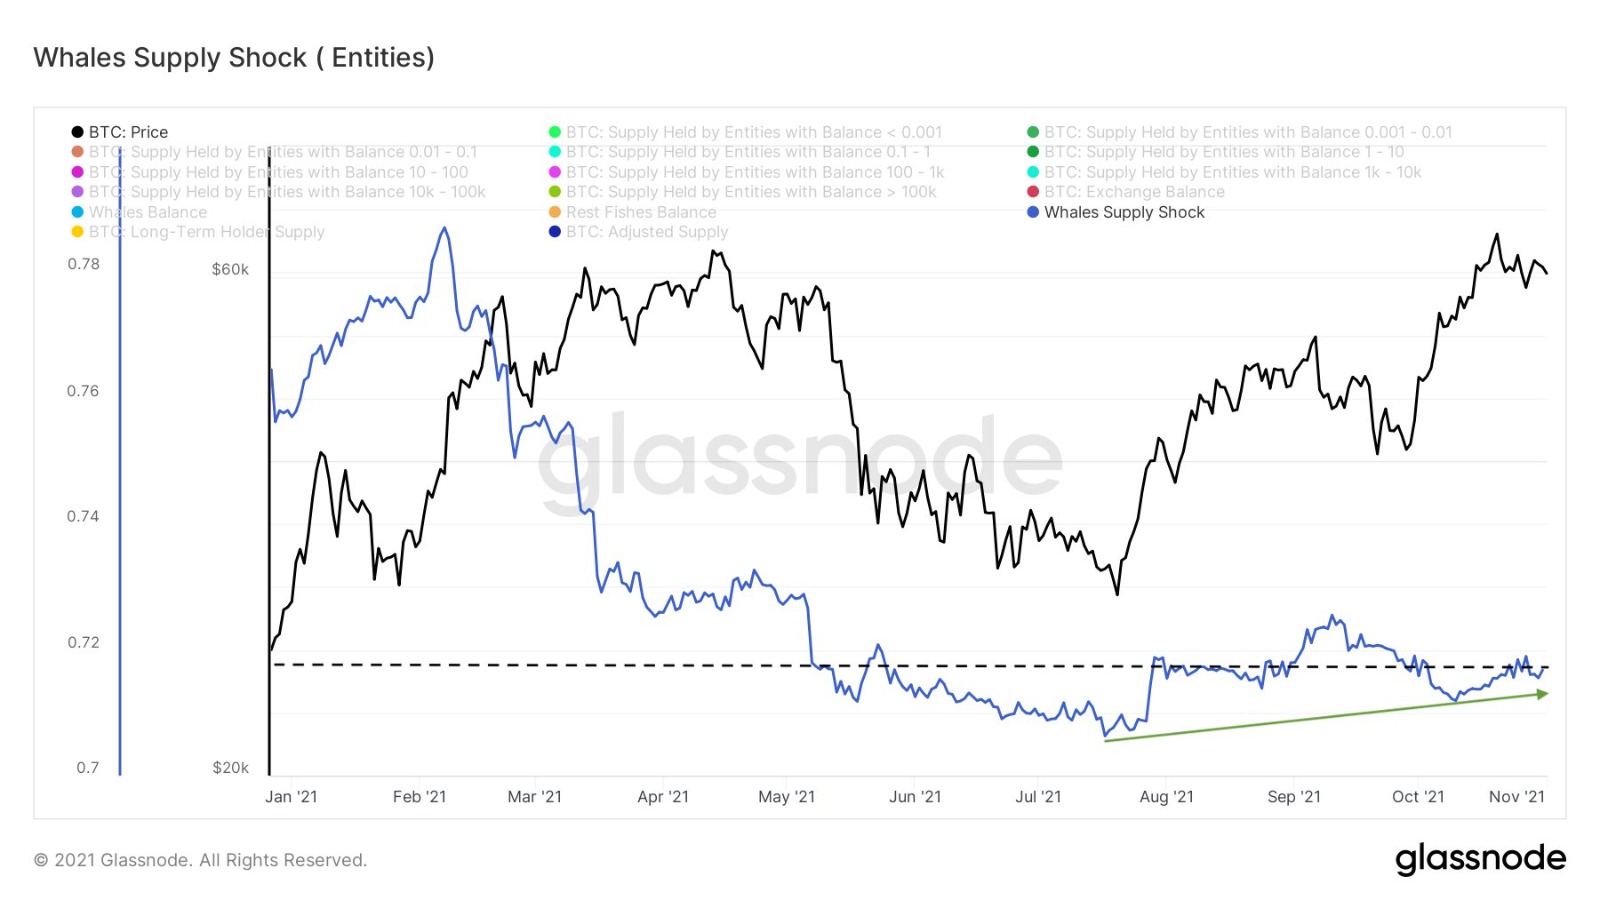 Whales Supply Shock ( Entities)
BTC: Price
BTC: Supply Held by Entities with Balance < 0.001
BTC: Supply Held by Entities with Balance 0.001 - 0.01
BTC: Supply Held by Entities with Balance 0.01 - 0.1
BTC: Supply Held by Entities with Balance 0.1 - 1
BTC: Supply Held by Entities with Balance 1 - 10
BTC: Supply Held by Entities with Balance 10 - 100
BTC: Supply Held by Entities with Balance 100 - 1k
BTC: Supply Held by Entities with Balance 1k - 10k
BTC: Supply Held by Entities with Balance 10k - 100k
BTC: Supply Held by Entities with Balance > 100k
BTC: Exchange Balance
Whales Balance
Rest Fishes Balance
Whales Supply Shock
BTC: Long-Term Holder Supply
BTC: Adjusted Supply
0.78
0.76
0.74
0.72
0.7
$60k
$20k
glassnode
Jan '21
Feb '21
Mar '21
Apr '21
May '21
Jun '21
Jul '21
Aug '21
Sep '21
Oct '21
Nov '21
© 2021 Glassnode. All Rights Reserved.
glassnode